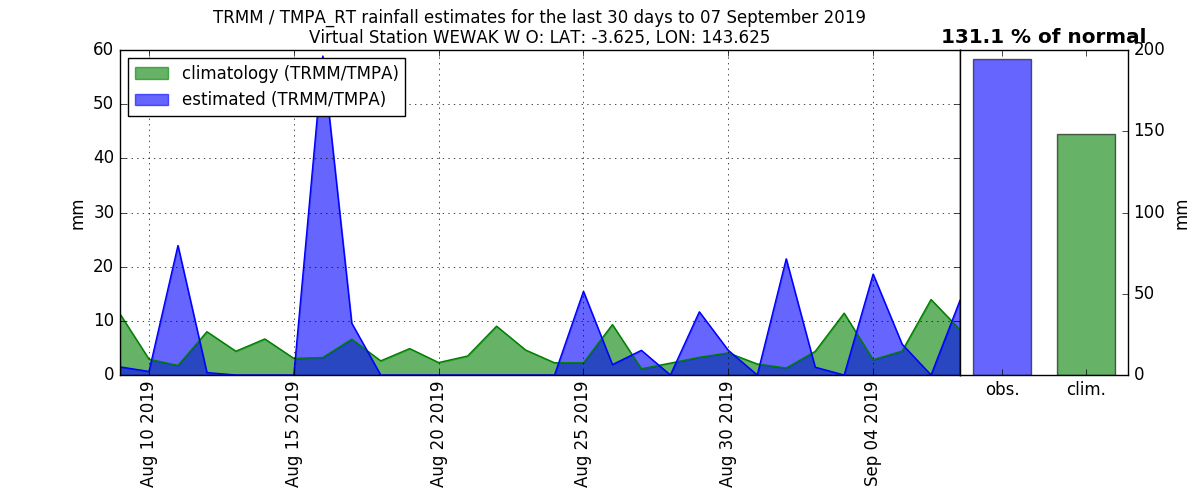 TRMM / TMPA_RT rainfall estimates for the last 30 days to 07 September 2019
Virtual Station WEWAK W O: LAT: -3.625, LON: 143.625
131.1 % of normal
climatology (TRMM/TMPA)
estimated (TRMM/TMPA)
60
50
40
30
20
10
0
mm
Aug 10 2019
Aug 15 2019
Aug 20 2019
Aug 25 2019
Aug 30 2019
Sep 04 2019
200
150
100
50
0
mm
obs.
clim.